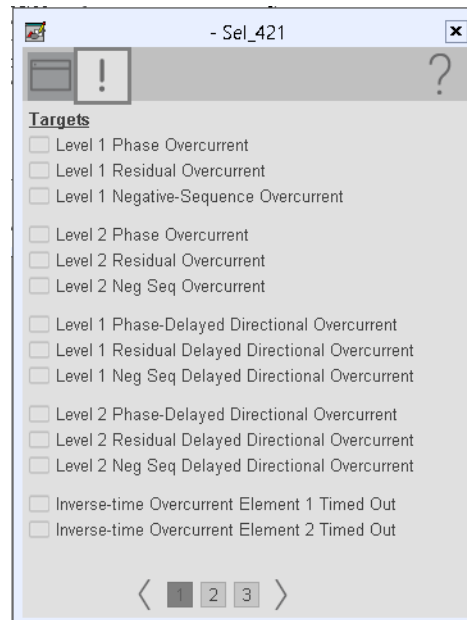 - Sel_421
x
!
?
Targets
Level 1 Phase Overcurrent
Level 1 Residual Overcurrent
Level 1 Negative-Sequence Overcurrent
Level 2 Phase Overcurrent
Level 2 Residual Overcurrent
Level 2 Neg Seq Overcurrent
Level 1 Phase-Delayed Directional Overcurrent
Level 1 Residual Delayed Directional Overcurrent
Level 1 Neg Seq Delayed Directional Overcurrent
Level 2 Phase-Delayed Directional Overcurrent
Level 2 Residual Delayed Directional Overcurrent
Level 2 Neg Seq Delayed Directional Overcurrent
Inverse-time Overcurrent Element 1 Timed Out
Inverse-time Overcurrent Element 2 Timed Out
1 2 3